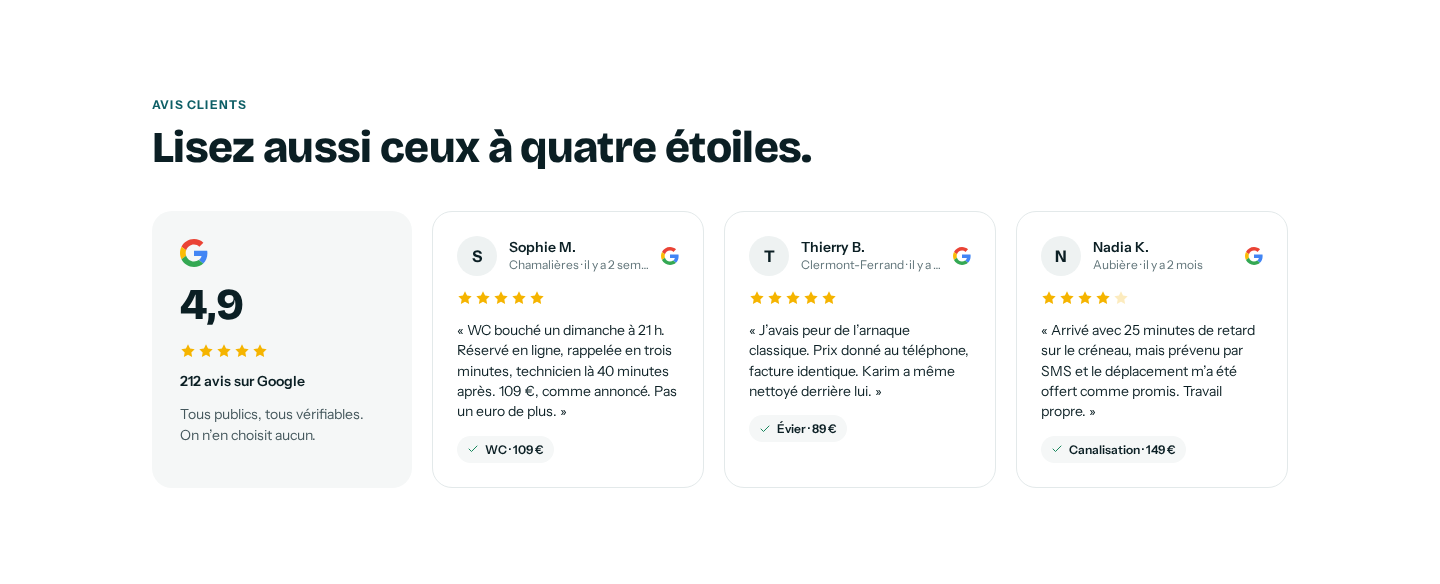 AVIS CLIENTS
Lisez aussi ceux à quatre étoiles.
4,9
212 avis sur Google
Tous publics, tous vérifiables.
On n’en choisit aucun.
S
Sophie M.
Chamalières · il y a 2 sem…
« WC bouché un dimanche à 21 h.
Réservé en ligne, rappelée en trois
minutes, technicien là 40 minutes
après. 109 €, comme annoncé. Pas
un euro de plus. »
WC · 109 €
T
Thierry B.
Clermont-Ferrand · il y a …
« J’avais peur de l’arnaque
classique. Prix donné au téléphone,
facture identique. Karim a même
nettoyé derrière lui. »
Évier · 89 €
N
Nadia K.
Aubière · il y a 2 mois
« Arrivé avec 25 minutes de retard
sur le créneau, mais prévenu par
SMS et le déplacement m’a été
offert comme promis. Travail
propre. »
Canalisation · 149 €